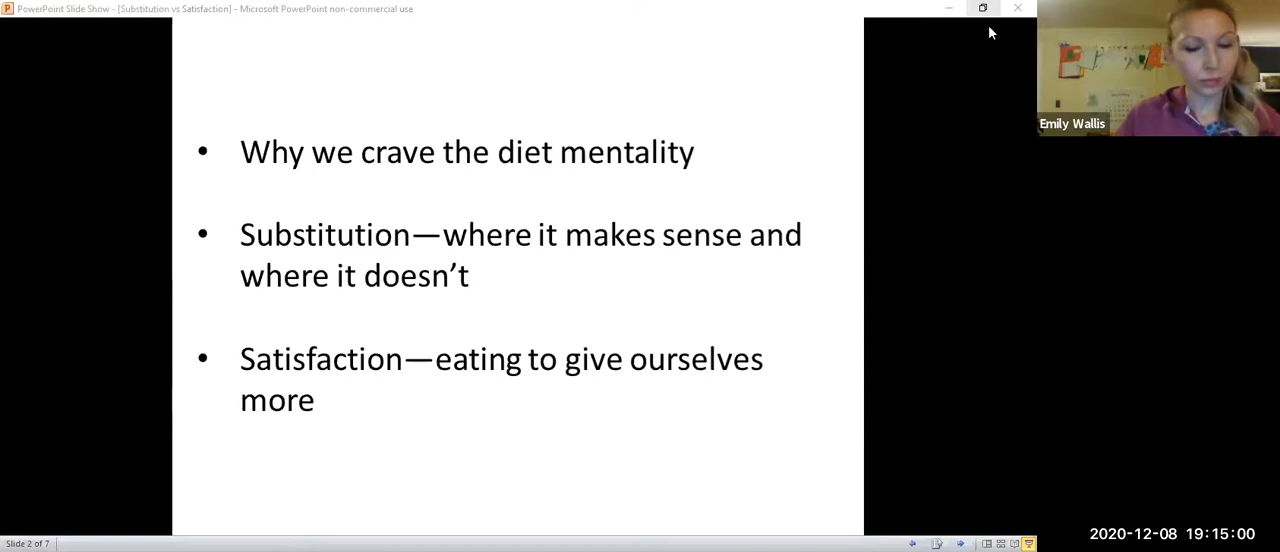 PowerPoint Slide Show - [Substitution vs Satisfaction] - Microsoft PowerPoint non-commercial use
Emily Wallis
• Why we crave the diet mentality
• Substitution—where it makes sense and
where it doesn’t
• Satisfaction—eating to give ourselves
more
Slide 2 of 7
2020-12-08 19:15:00